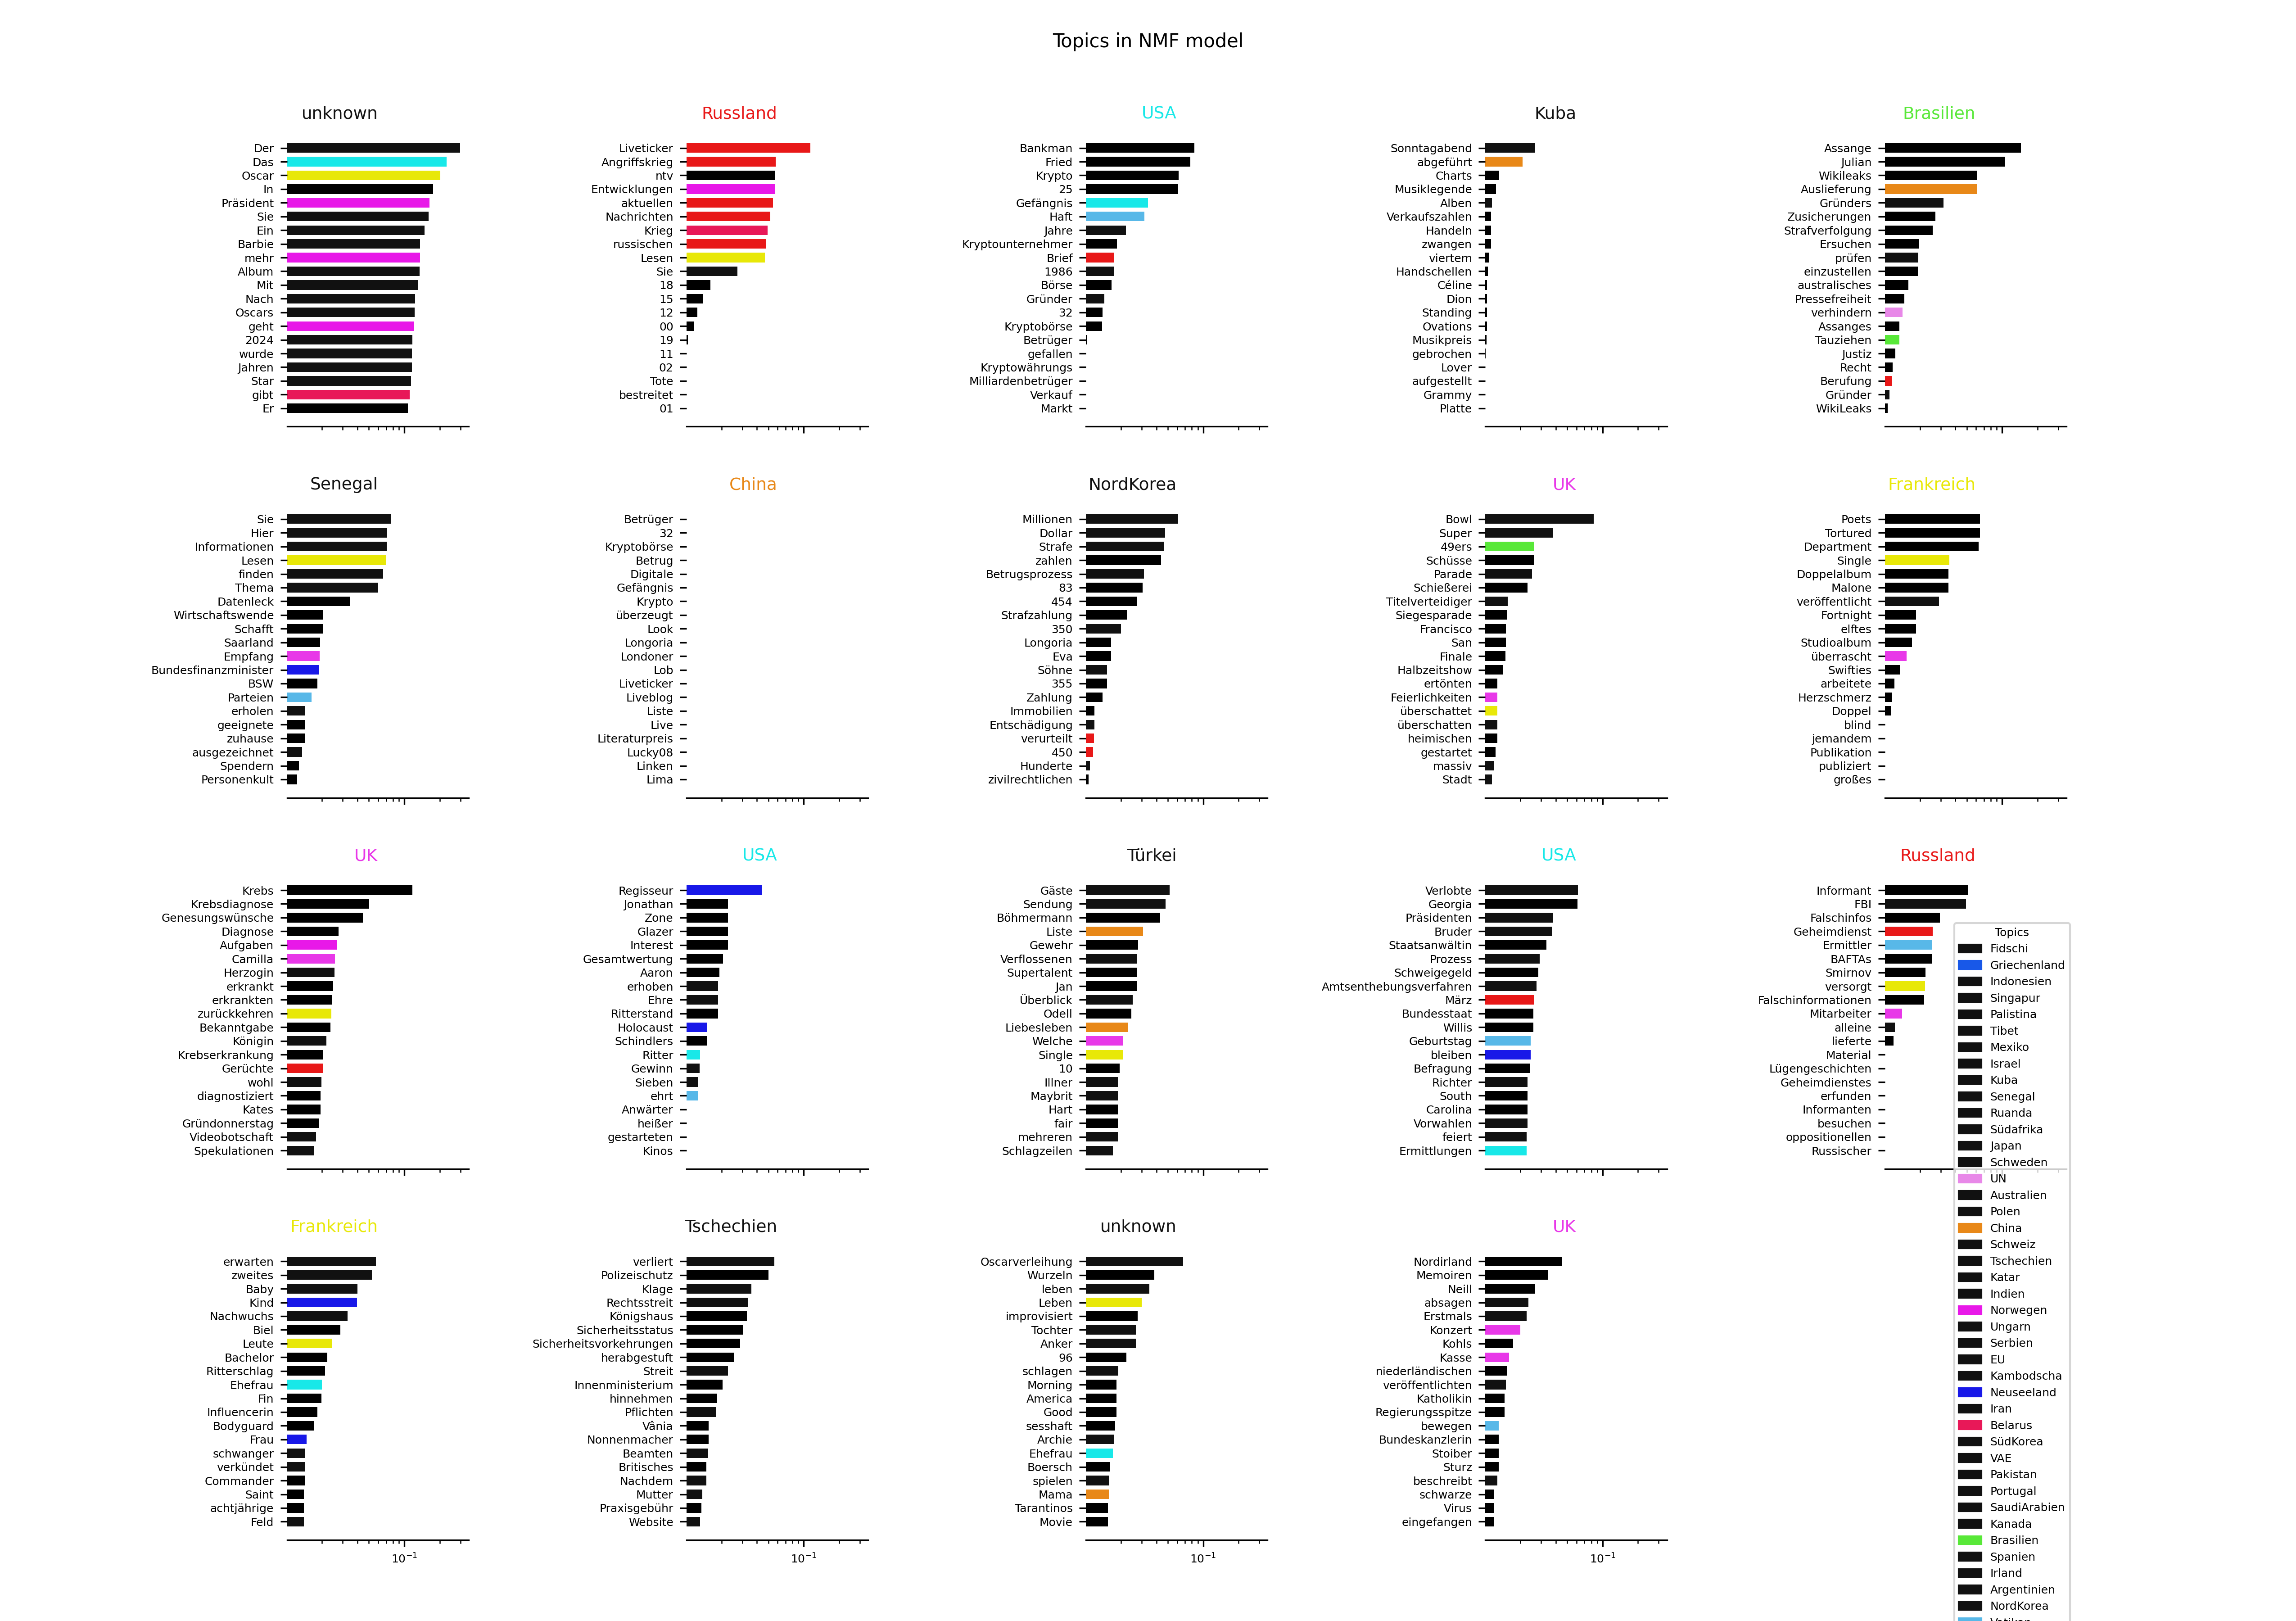 Topics in NMF model
unknown
Der
Das
Oscar
In
Präsident
Sie
Ein
Barbie
mehr
Album
Mit
Nach
Oscars
geht
2024
wurde
Jahren
Star
gibt
Er
Russland
Liveticker
Angriffskrieg
ntv
Entwicklungen
aktuellen
Nachrichten
Krieg
russischen
Lesen
Sie
18
15
12
00
19
11
02
Tote
bestreitet
01
USA
Bankman
Fried
Krypto
25
Gefängnis
Haft
Jahre
Kryptounternehmer
Brief
1986
Börse
Gründer
32
Kryptobörse
Betrüger
gefallen
Kryptowährungs
Milliardenbetrüger
Verkauf
Markt
Kuba
Sonntagabend
abgeführt
Charts
Musiklegende
Alben
Verkaufszahlen
Handeln
zwangen
viertem
Handschellen
Céline
Dion
Standing
Ovations
Musikpreis
gebrochen
Lover
aufgestellt
Grammy
Platte
Brasilien
Assange
Julian
Wikileaks
Auslieferung
Gründers
Zusicherungen
Strafverfolgung
Ersuchen
prüfen
einzustellen
australisches
Pressefreiheit
verhindern
Assanges
Tauziehen
Justiz
Recht
Berufung
Gründer
WikiLeaks
Senegal
Sie
Hier
Informationen
Lesen
finden
Thema
Datenleck
Wirtschaftswende
Schafft
Saarland
Empfang
Bundesfinanzminister
BSW
Parteien
erholen
geeignete
zuhause
ausgezeichnet
Spendern
Personenkult
China
Betrüger
32
Kryptobörse
Betrug
Digitale
Gefängnis
Krypto
überzeugt
Look
Longoria
Londoner
Lob
Liveticker
Liveblog
Liste
Live
Literaturpreis
Lucky08
Linken
Lima
NordKorea
Millionen
Dollar
Strafe
zahlen
Betrugsprozess
83
454
Strafzahlung
350
Longoria
Eva
Söhne
355
Zahlung
Immobilien
Entschädigung
verurteilt
450
Hunderte
zivilrechtlichen
UK
Bowl
Super
49ers
Schüsse
Parade
Schießerei
Titelverteidiger
Siegesparade
Francisco
San
Finale
Halbzeitshow
ertönten
Feierlichkeiten
überschattet
überschatten
heimischen
gestartet
massiv
Stadt
Frankreich
Poets
Tortured
Department
Single
Doppelalbum
Malone
veröffentlicht
Fortnight
elftes
Studioalbum
überrascht
Swifties
arbeitete
Herzschmerz
Doppel
blind
jemandem
Publikation
publiziert
großes
UK
Krebs
Krebsdiagnose
Genesungswünsche
Diagnose
Aufgaben
Camilla
Herzogin
erkrankt
erkrankten
zurückkehren
Bekanntgabe
Königin
Krebserkrankung
Gerüchte
wohl
diagnostiziert
Kates
Gründonnerstag
Videobotschaft
Spekulationen
USA
Regisseur
Jonathan
Zone
Glazer
Interest
Gesamtwertung
Aaron
erhoben
Ehre
Ritterstand
Holocaust
Schindlers
Ritter
Gewinn
Sieben
ehrt
Anwärter
heißer
gestarteten
Kinos
Türkei
Gäste
Sendung
Böhmermann
Liste
Gewehr
Verflossenen
Supertalent
Jan
Überblick
Odell
Liebesleben
Welche
Single
10
Illner
Maybrit
Hart
fair
mehreren
Schlagzeilen
USA
Verlobte
Georgia
Präsidenten
Bruder
Staatsanwältin
Prozess
Schweigegeld
Amtsenthebungsverfahren
März
Bundesstaat
Willis
Geburtstag
bleiben
Befragung
Richter
South
Carolina
Vorwahlen
feiert
Ermittlungen
Russland
Informant
FBI
Falschinfos
Geheimdienst
Ermittler
BAFTAs
Smirnov
versorgt
Falschinformationen
Mitarbeiter
alleine
lieferte
Material
Lügengeschichten
Geheimdienstes
erfunden
Informanten
besuchen
oppositionellen
Russischer
Frankreich
erwarten
zweites
Baby
Kind
Nachwuchs
Biel
Leute
Bachelor
Ritterschlag
Ehefrau
Fin
Influencerin
Bodyguard
Frau
schwanger
verkündet
Commander
Saint
achtjährige
Feld
10⁻¹
Tschechien
verliert
Polizeischutz
Klage
Rechtsstreit
Königshaus
Sicherheitsstatus
Sicherheitsvorkehrungen
herabgestuft
Streit
Innenministerium
hinnehmen
Pflichten
Vânia
Nonnenmacher
Beamten
Britisches
Nachdem
Mutter
Praxisgebühr
Website
10⁻¹
unknown
Oscarverleihung
Wurzeln
leben
Leben
improvisiert
Tochter
Anker
96
schlagen
Morning
America
Good
sesshaft
Archie
Ehefrau
Boersch
spielen
Mama
Tarantinos
Movie
10⁻¹
UK
Nordirland
Memoiren
Neill
absagen
Erstmals
Konzert
Kohls
Kasse
niederländischen
veröffentlichten
Katholikin
Regierungsspitze
bewegen
Bundeskanzlerin
Stoiber
Sturz
beschreibt
schwarze
Virus
eingefangen
10⁻¹
Topics
Fidschi
Griechenland
Indonesien
Singapur
Palistina
Tibet
Mexiko
Israel
Kuba
Senegal
Ruanda
Südafrika
Japan
Schweden
UN
Australien
Polen
China
Schweiz
Tschechien
Katar
Indien
Norwegen
Ungarn
Serbien
EU
Kambodscha
Neuseeland
Iran
Belarus
SüdKorea
VAE
Pakistan
Portugal
SaudiArabien
Kanada
Brasilien
Spanien
Irland
Argentinien
NordKorea